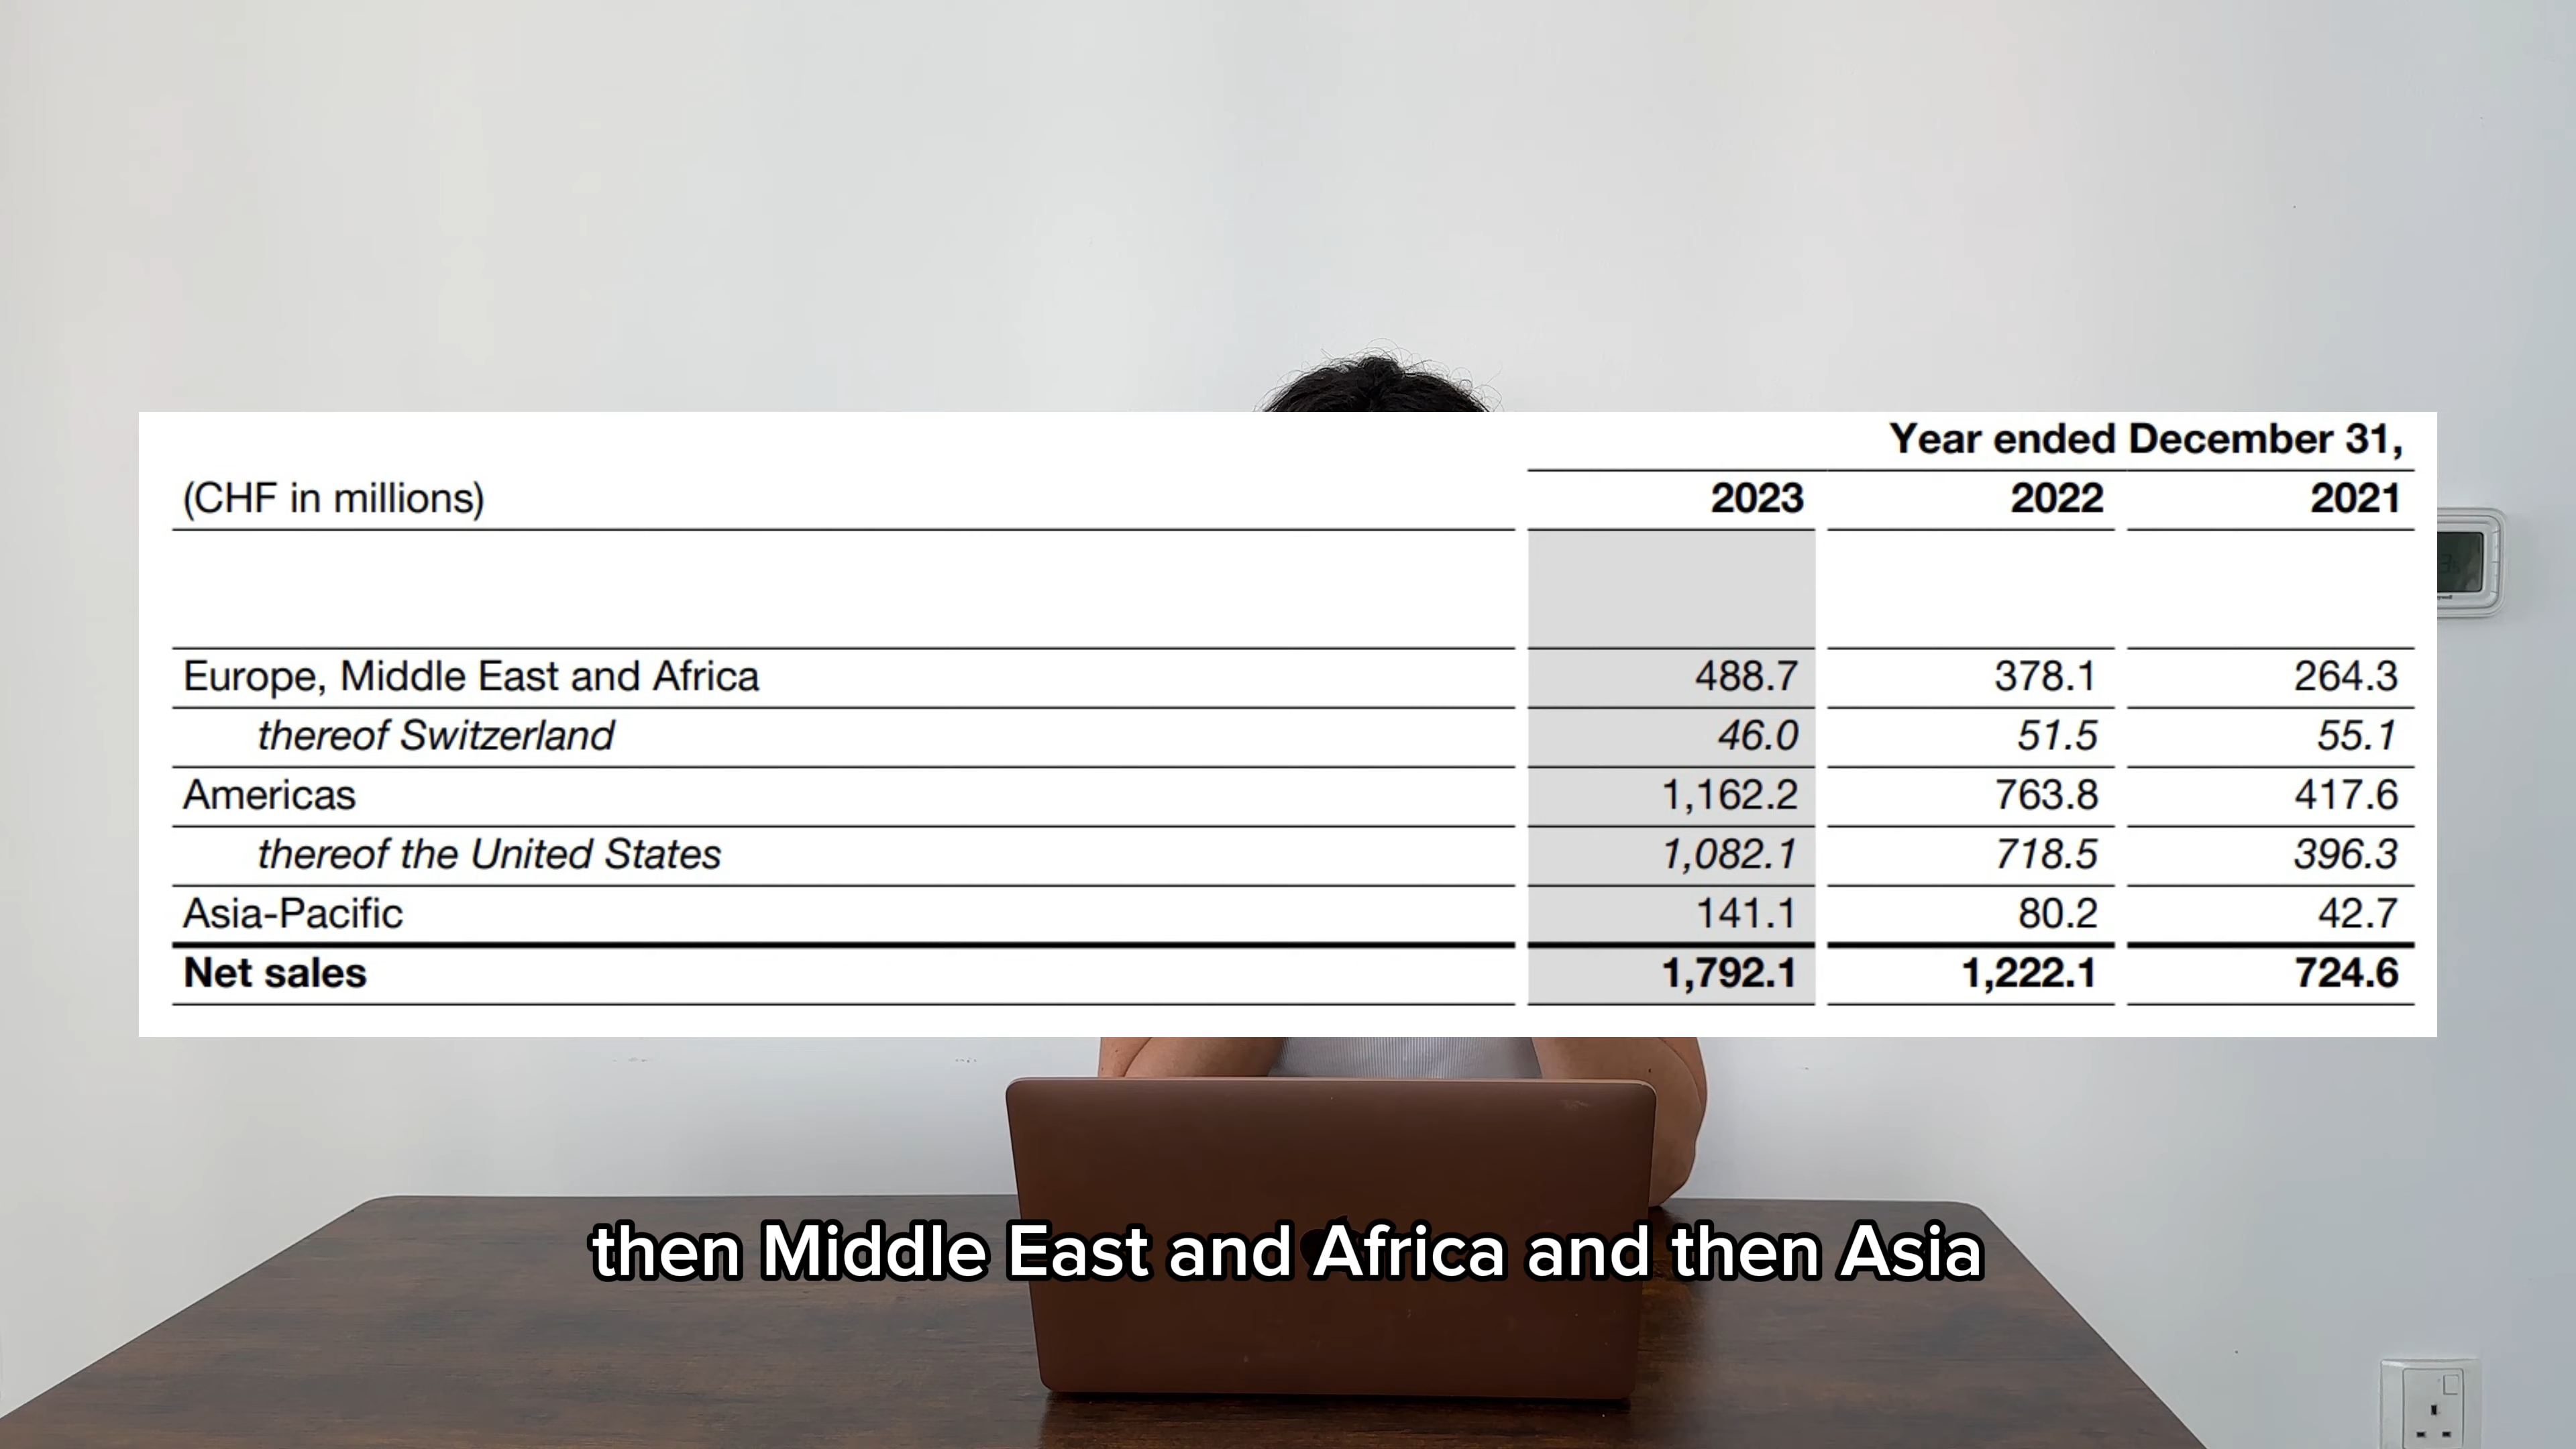 Year ended December 31,
(CHF in millions) 2023 2022 2021
Europe, Middle East and Africa 488.7 378.1 264.3
thereof Switzerland 46.0 51.5 55.1
Americas 1,162.2 763.8 417.6
thereof the United States 1,082.1 718.5 396.3
Asia-Pacific 141.1 80.2 42.7
Net sales 1,792.1 1,222.1 724.6
then Middle East and Africa and then Asia